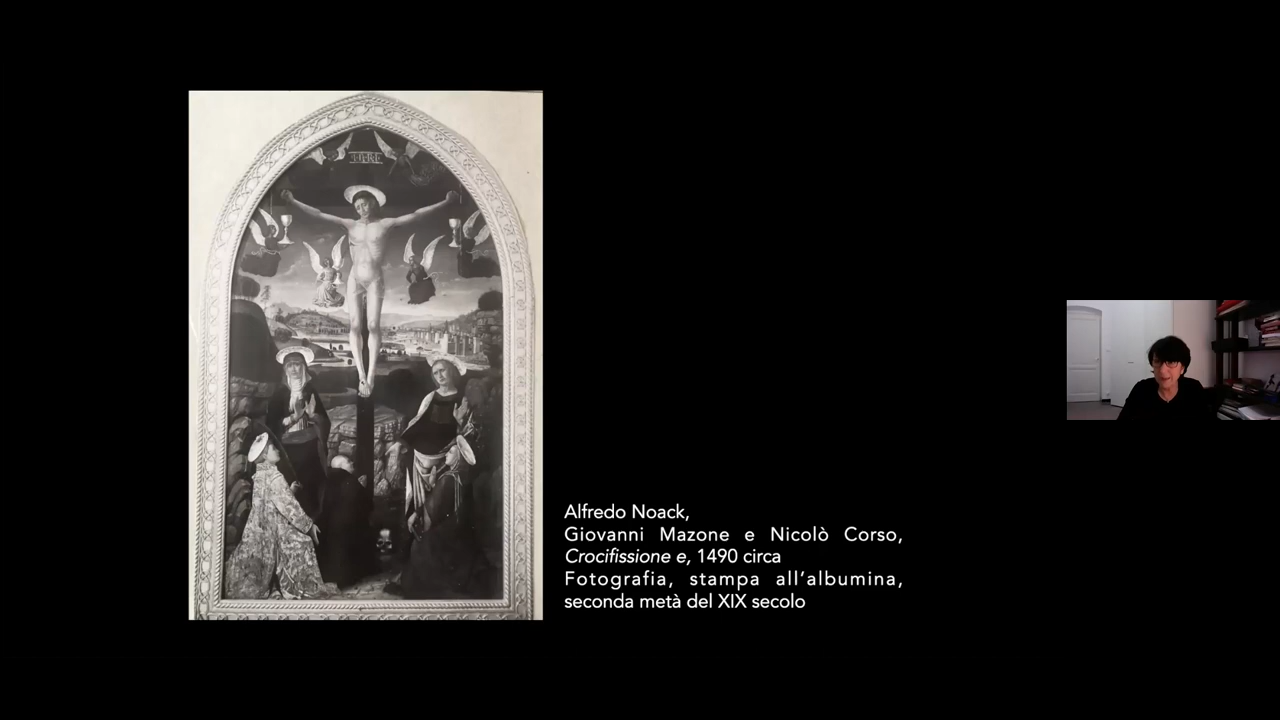 Alfredo Noack,
Giovanni Mazone e Nicolò Corso,
Crocifissione e, 1490 circa
Fotografia, stampa all’albumina,
seconda metà del XIX secolo